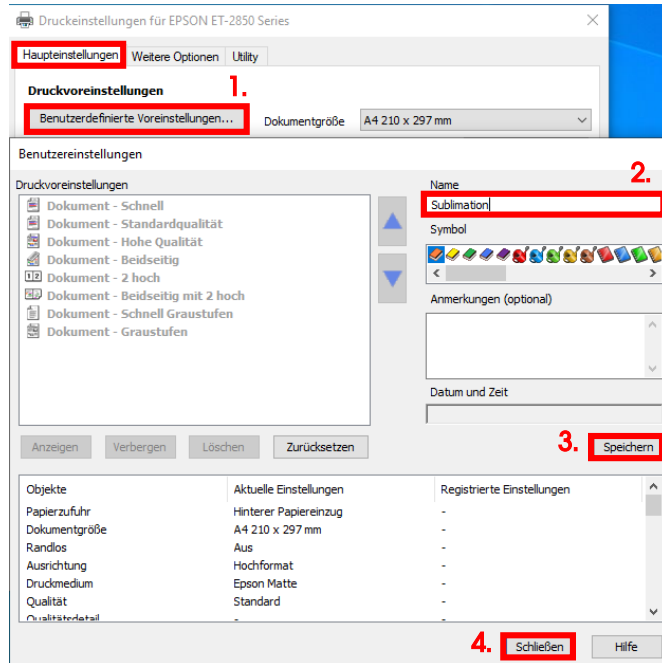 Druckeinstellungen für EPSON ET-2850 Series
Haupteinstellungen Weitere Optionen Utility
1.
Druckvoreinstellungen
Benutzerdefinierte Voreinstellungen... Dokumentgröße A4 210 x 297 mm
Benutzereinstellungen
2.
Druckvoreinstellungen
Dokument - Schnell
Dokument - Standardqualität
Dokument - Hohe Qualität
Dokument - Beidseitig
Dokument - 2 hoch
Dokument - Beidseitig mit 2 hoch
Dokument - Schnell Graustufen
Dokument - Graustufen
Name
Sublimation
Symbol
Anmerkungen (optional)
Datum und Zeit
Anzeigen Verbergen Löschen Zurücksetzen
3. Speichern
Objekte Aktuelle Einstellungen Registrierte Einstellungen
Papierzufuhr Hinterer Papiereinzug -
Dokumentgröße A4 210 x 297 mm -
Randlos Aus -
Ausrichtung Hochformat -
Druckmedium Epson Matte -
Qualität Standard -
Qualitätsdetail - -
4. Schließen Hilfe